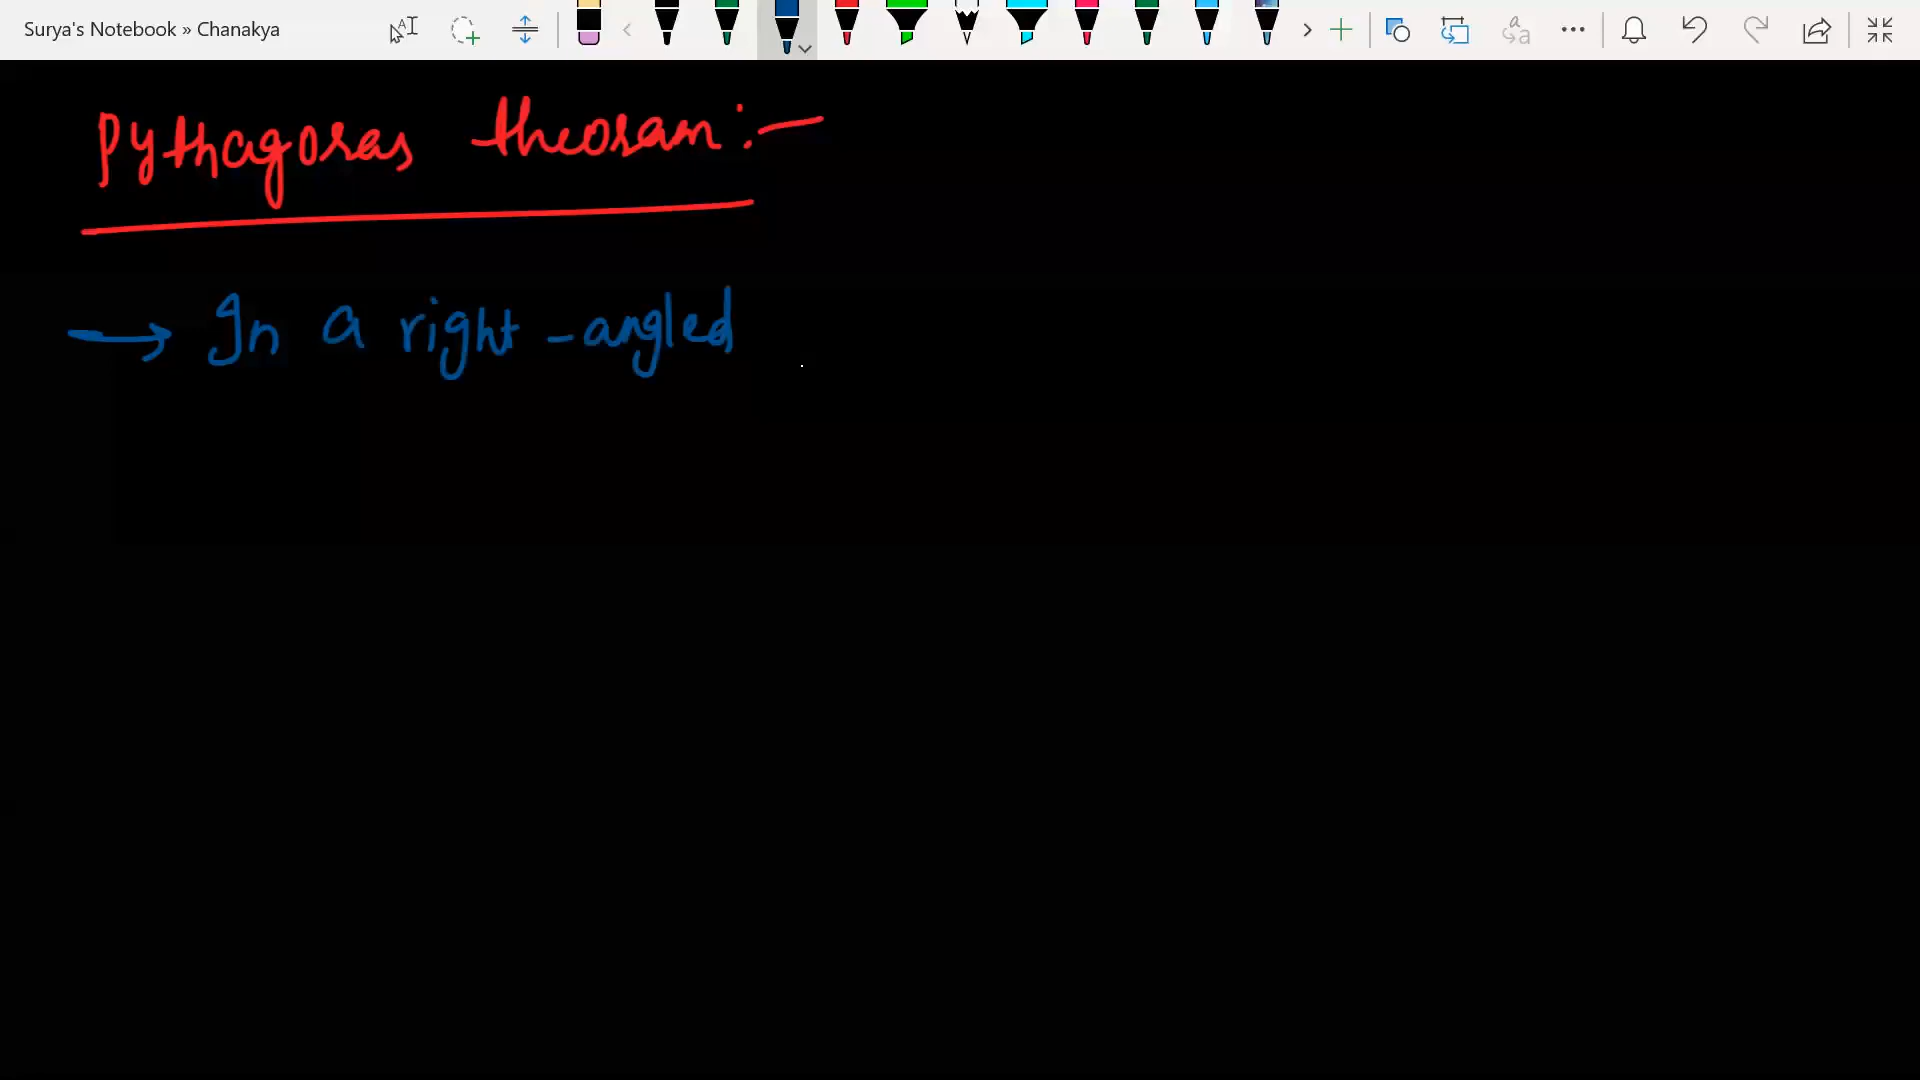 Surya's Notebook » Chanakya
Pythagoras theoram :-
→ In a right-angled